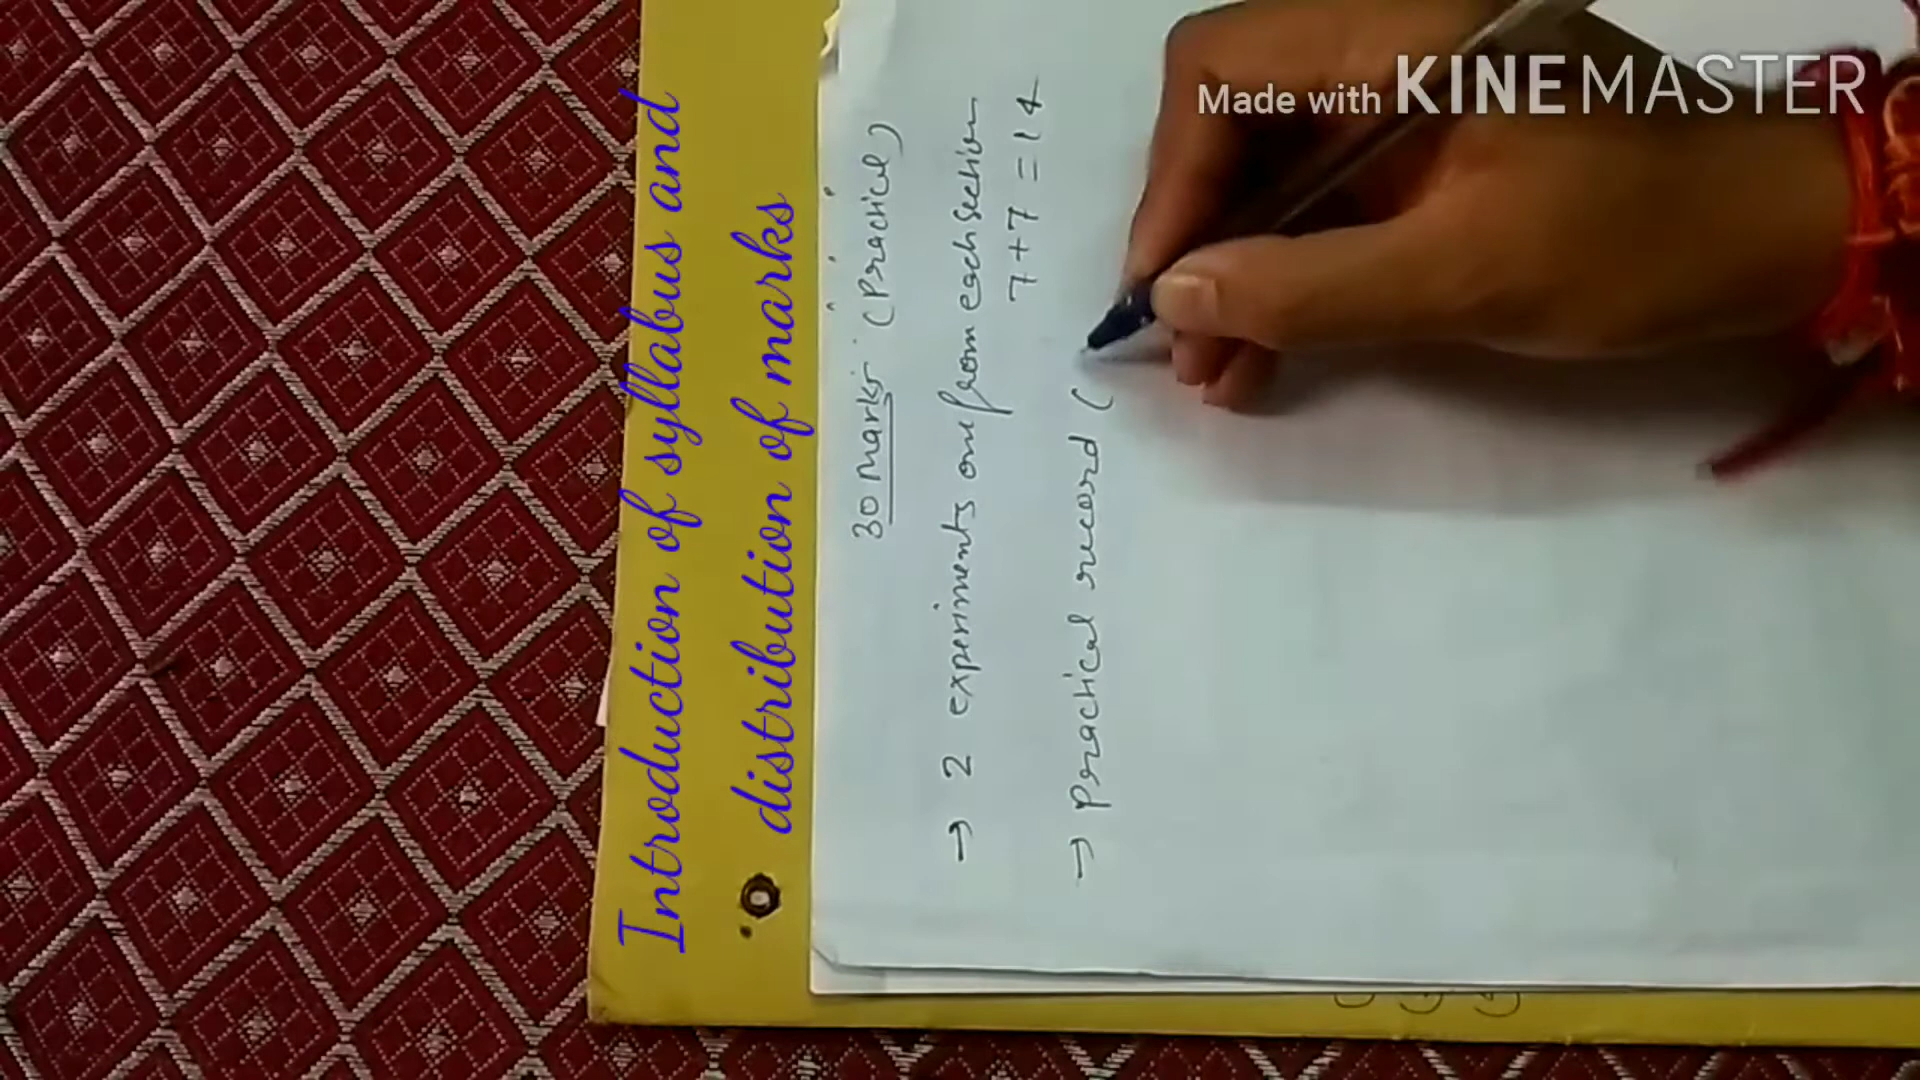 Made with KINEMASTER
Introduction of syllabus and
distribution of marks
30 Marks (Practical)
→ 2 experiments one from each section
7+7 = 14
→ Practical record (